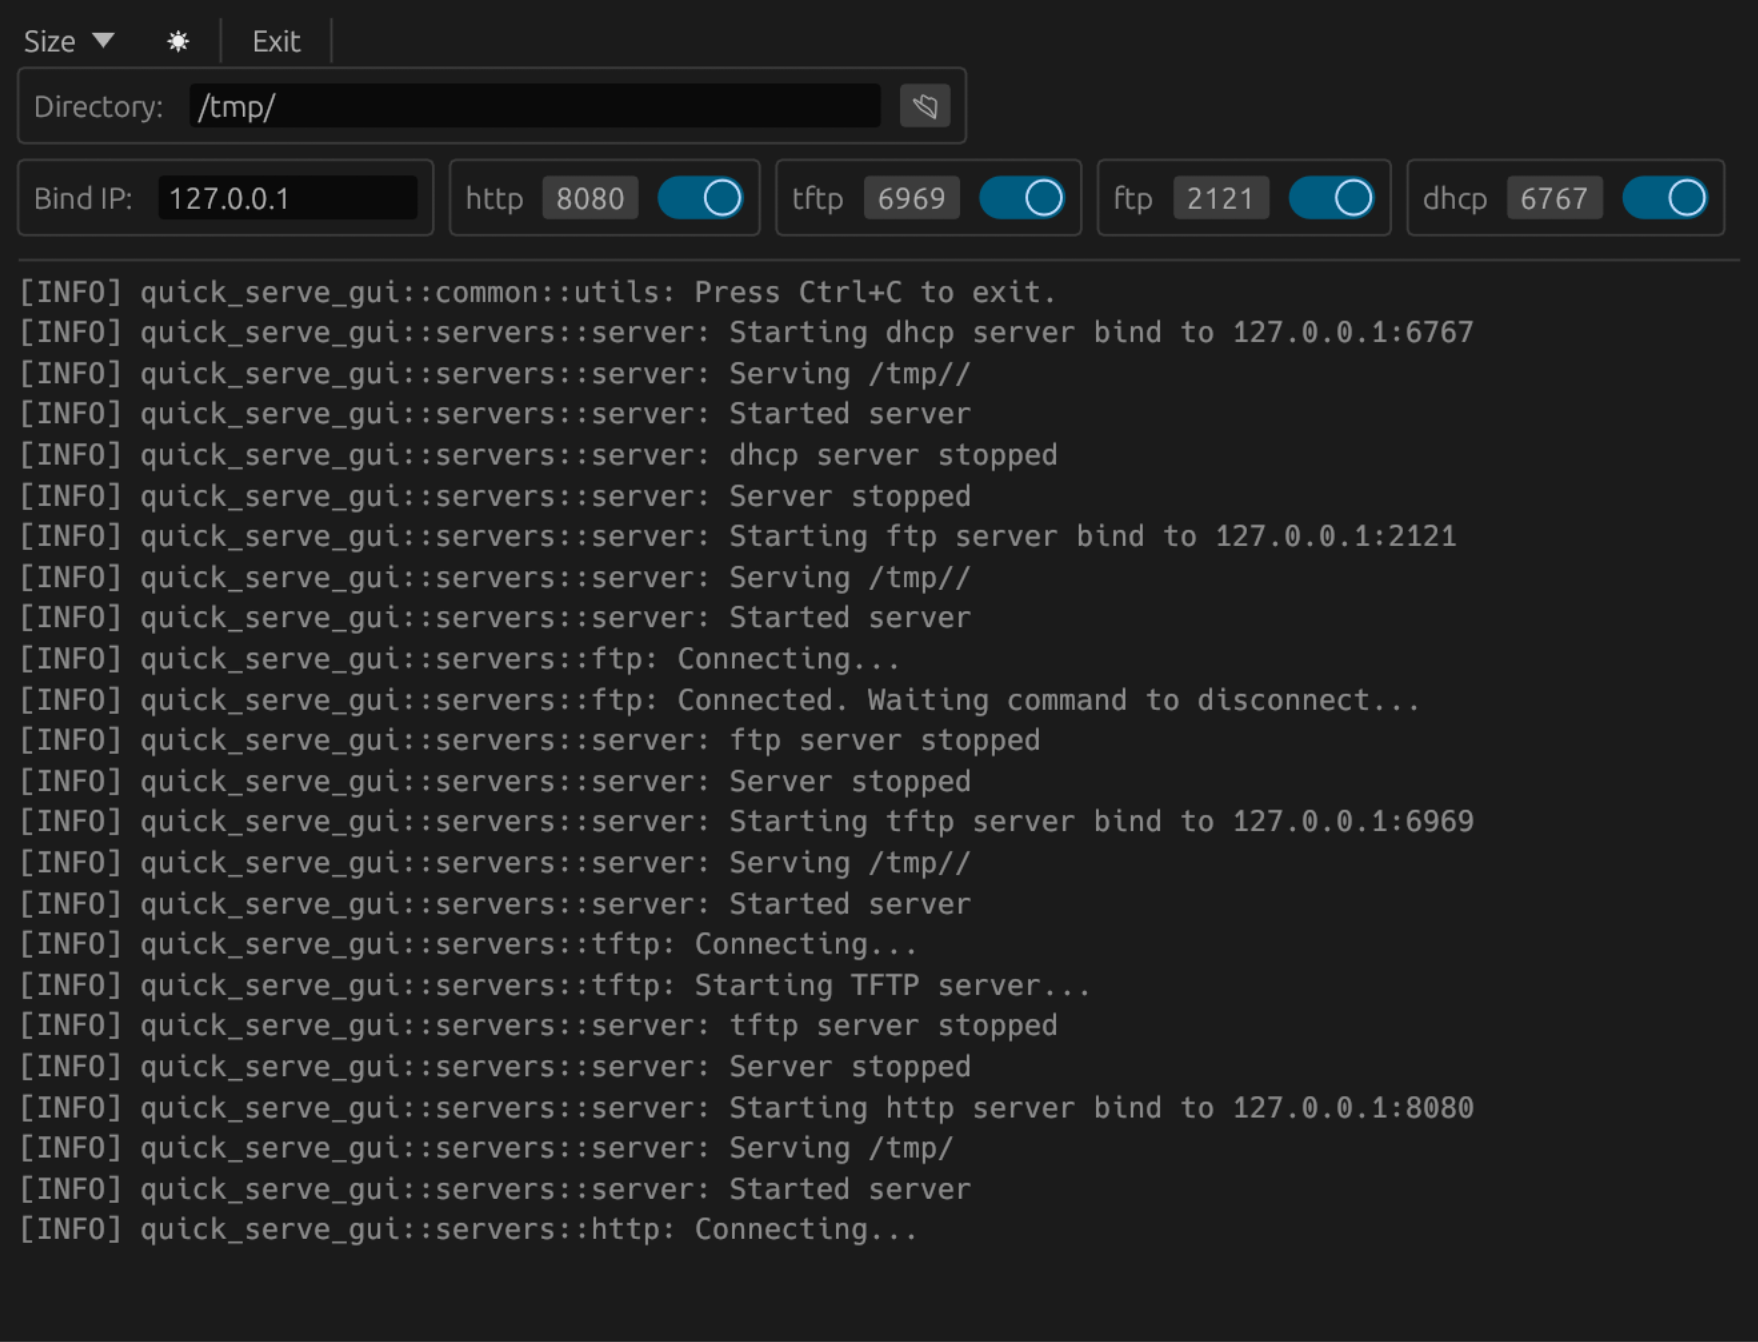 Size Exit
Directory: /tmp/
Bind IP: 127.0.0.1 http 8080 tftp 6969 ftp 2121 dhcp 6767
[INFO] quick_serve_gui::common::utils: Press Ctrl+C to exit.
[INFO] quick_serve_gui::servers::server: Starting dhcp server bind to 127.0.0.1:6767
[INFO] quick_serve_gui::servers::server: Serving /tmp//
[INFO] quick_serve_gui::servers::server: Started server
[INFO] quick_serve_gui::servers::server: dhcp server stopped
[INFO] quick_serve_gui::servers::server: Server stopped
[INFO] quick_serve_gui::servers::server: Starting ftp server bind to 127.0.0.1:2121
[INFO] quick_serve_gui::servers::server: Serving /tmp//
[INFO] quick_serve_gui::servers::server: Started server
[INFO] quick_serve_gui::servers::ftp: Connecting...
[INFO] quick_serve_gui::servers::ftp: Connected. Waiting command to disconnect...
[INFO] quick_serve_gui::servers::server: ftp server stopped
[INFO] quick_serve_gui::servers::server: Server stopped
[INFO] quick_serve_gui::servers::server: Starting tftp server bind to 127.0.0.1:6969
[INFO] quick_serve_gui::servers::server: Serving /tmp//
[INFO] quick_serve_gui::servers::server: Started server
[INFO] quick_serve_gui::servers::tftp: Connecting...
[INFO] quick_serve_gui::servers::tftp: Starting TFTP server...
[INFO] quick_serve_gui::servers::server: tftp server stopped
[INFO] quick_serve_gui::servers::server: Server stopped
[INFO] quick_serve_gui::servers::server: Starting http server bind to 127.0.0.1:8080
[INFO] quick_serve_gui::servers::server: Serving /tmp/
[INFO] quick_serve_gui::servers::server: Started server
[INFO] quick_serve_gui::servers::http: Connecting...